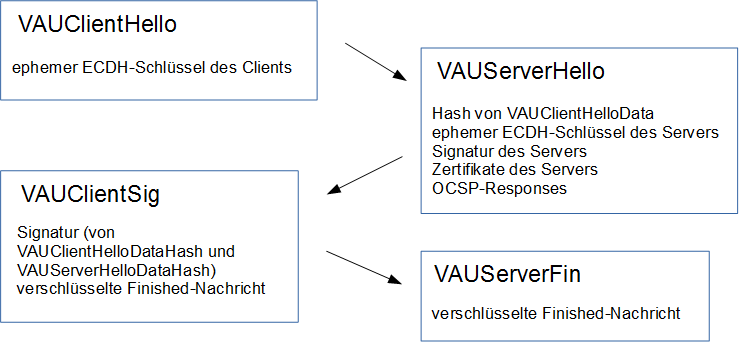 VAUClientHello
ephemer ECDH-Schlüssel des Clients
VAUServerHello
Hash von VAUClientHelloData
ephemer ECDH-Schlüssel des Servers
Signatur des Servers
Zertifikate des Servers
OCSP-Responses
VAUClientSig
Signatur (von
VAUClientHelloDataHash und
VAUServerHelloDataHash)
verschlüsselte Finished-Nachricht
VAUServerFin
verschlüsselte Finished-Nachricht